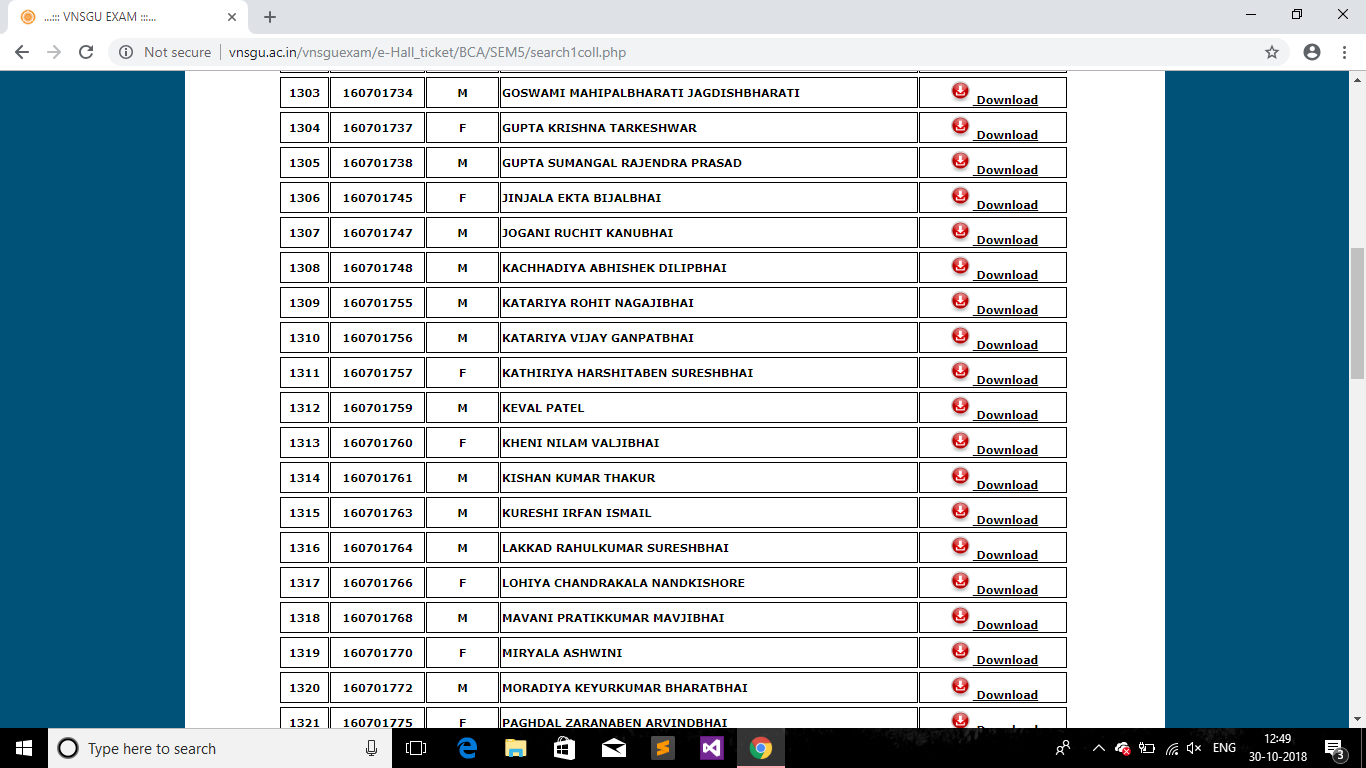 ...::: VNSGU EXAM :::...
Not secure | vnsgu.ac.in/vnsguexam/e-Hall_ticket/BCA/SEM5/search1coll.php
1303 160701734 M GOSWAMI MAHIPALBHARATI JAGDISHBHARATI Download
1304 160701737 F GUPTA KRISHNA TARKESHWAR Download
1305 160701738 M GUPTA SUMANGAL RAJENDRA PRASAD Download
1306 160701745 F JINJALA EKTA BIJALBHAI Download
1307 160701747 M JOGANI RUCHIT KANUBHAI Download
1308 160701748 M KACHHADIYA ABHISHEK DILIPBHAI Download
1309 160701755 M KATARIYA ROHIT NAGAJIBHAI Download
1310 160701756 M KATARIYA VIJAY GANPATBHAI Download
1311 160701757 F KATHIRIYA HARSHITABEN SURESHBHAI Download
1312 160701759 M KEVAL PATEL Download
1313 160701760 F KHENI NILAM VALJIBHAI Download
1314 160701761 M KISHAN KUMAR THAKUR Download
1315 160701763 M KURESHI IRFAN ISMAIL Download
1316 160701764 M LAKKAD RAHULKUMAR SURESHBHAI Download
1317 160701766 F LOHIYA CHANDRAKALA NANDKISHORE Download
1318 160701768 M MAVANI PRATIKKUMAR MAVJIBHAI Download
1319 160701770 F MIRYALA ASHWINI Download
1320 160701772 M MORADIYA KEYURKUMAR BHARATBHAI Download
1321 160701775 F PAGHDAL ZARANABEN ARVINDBHAI Download
Type here to search
ENG
12:49
30-10-2018
3